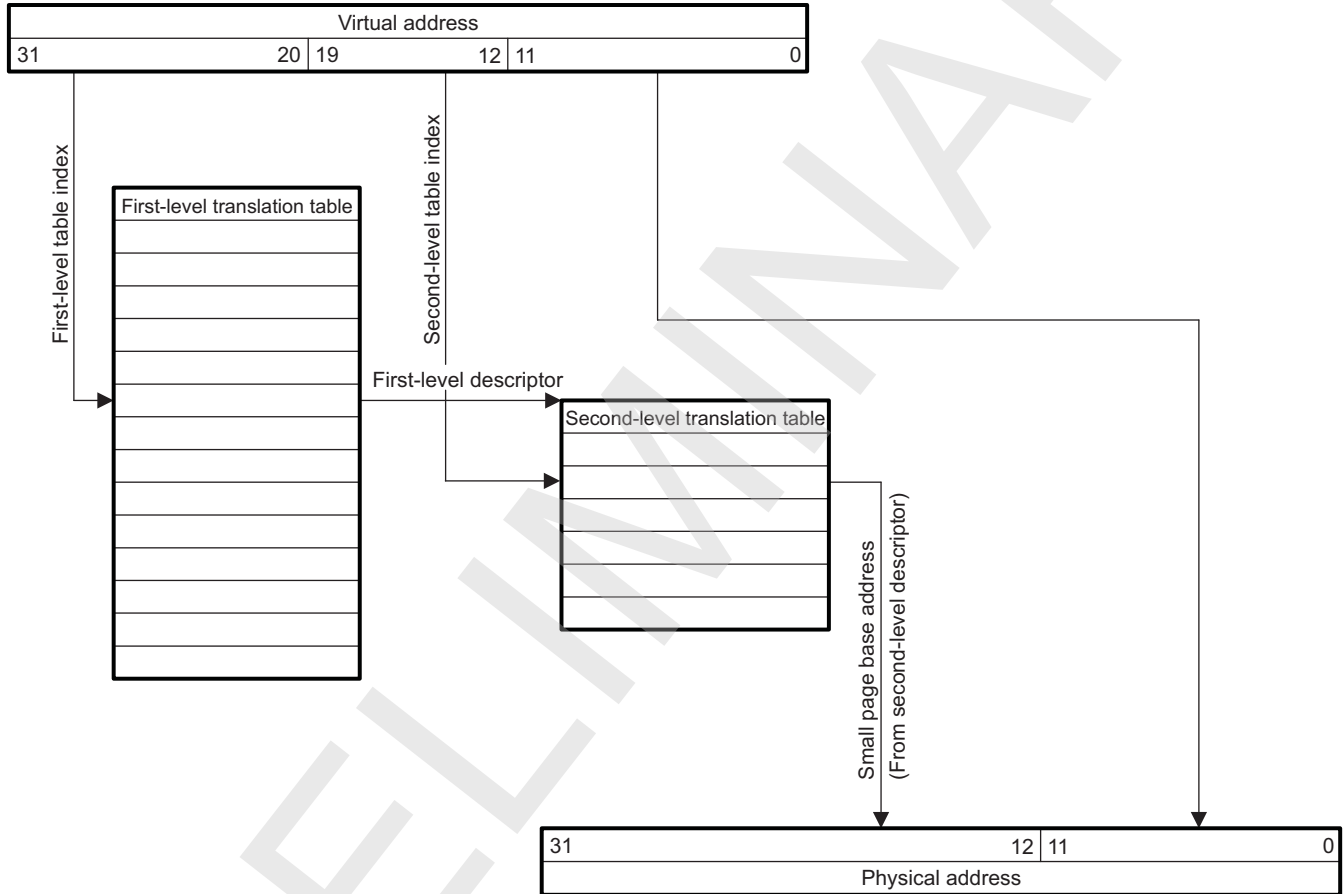 Virtual address
31 20 19 12 11 0
First-level table index
Second-level table index
First-level translation table
First-level descriptor
Second-level translation table
Small page base address
(From second-level descriptor)
31 12 11 0
Physical address
ELIMINA